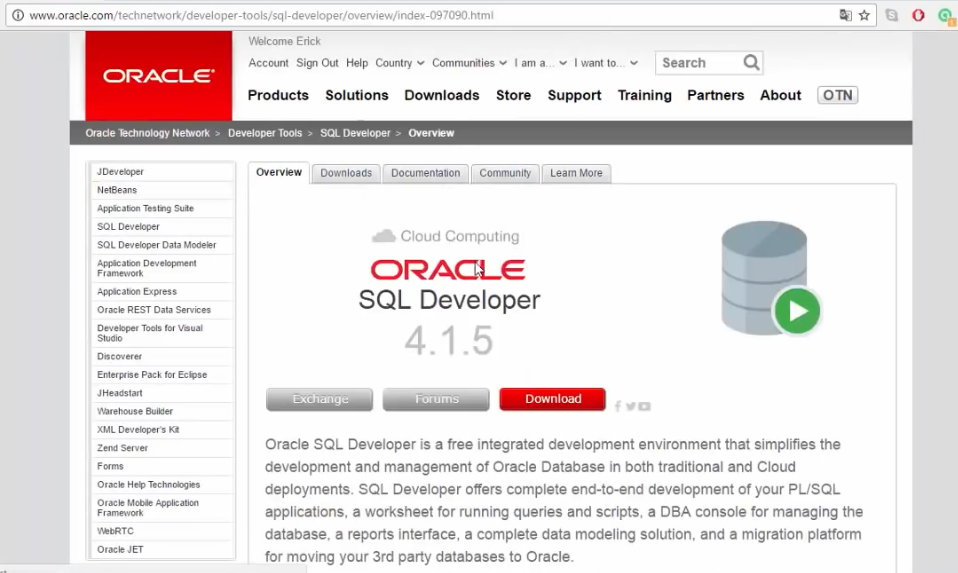 www.oracle.com/technetwork/developer-tools/sql-developer/overview/index-097090.html
ORACLE
Welcome Erick
Account Sign Out Help Country Communities I am a... I want to... Search
Products Solutions Downloads Store Support Training Partners About OTN
Oracle Technology Network > Developer Tools > SQL Developer > Overview
JDeveloper
NetBeans
Application Testing Suite
SQL Developer
SQL Developer Data Modeler
Application Development
Framework
Application Express
Oracle REST Data Services
Developer Tools for Visual
Studio
Discoverer
Enterprise Pack for Eclipse
JHeadstart
Warehouse Builder
XML Developer's Kit
Zend Server
Forms
Oracle Help Technologies
Oracle Mobile Application
Framework
WebRTC
Oracle JET
Overview Downloads Documentation Community Learn More
Cloud Computing
ORACLE
SQL Developer
4.1.5
Exchange Forums Download
Oracle SQL Developer is a free integrated development environment that simplifies the
development and management of Oracle Database in both traditional and Cloud
deployments. SQL Developer offers complete end-to-end development of your PL/SQL
applications, a worksheet for running queries and scripts, a DBA console for managing the
database, a reports interface, a complete data modeling solution, and a migration platform
for moving your 3rd party databases to Oracle.